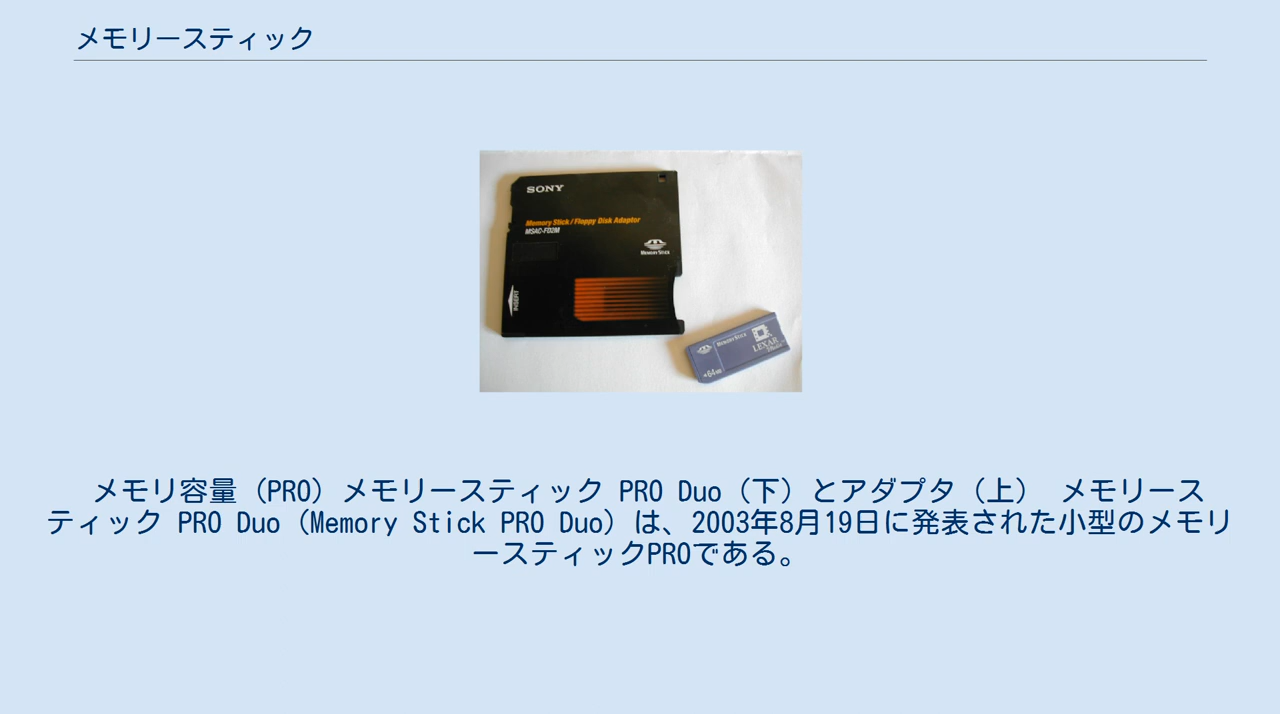 メモリースティック
SONY
Memory Stick / Floppy Disk Adaptor
MSAC-FD2M
MEMORY STICK
INSERT
MEMORY STICK
LEXAR
Media
64MB
メモリ容量（PRO）メモリースティック PRO Duo（下）とアダプタ（上） メモリース
ティック PRO Duo（Memory Stick PRO Duo）は、2003年8月19日に発表された小型のメモリ
ースティックPROである。